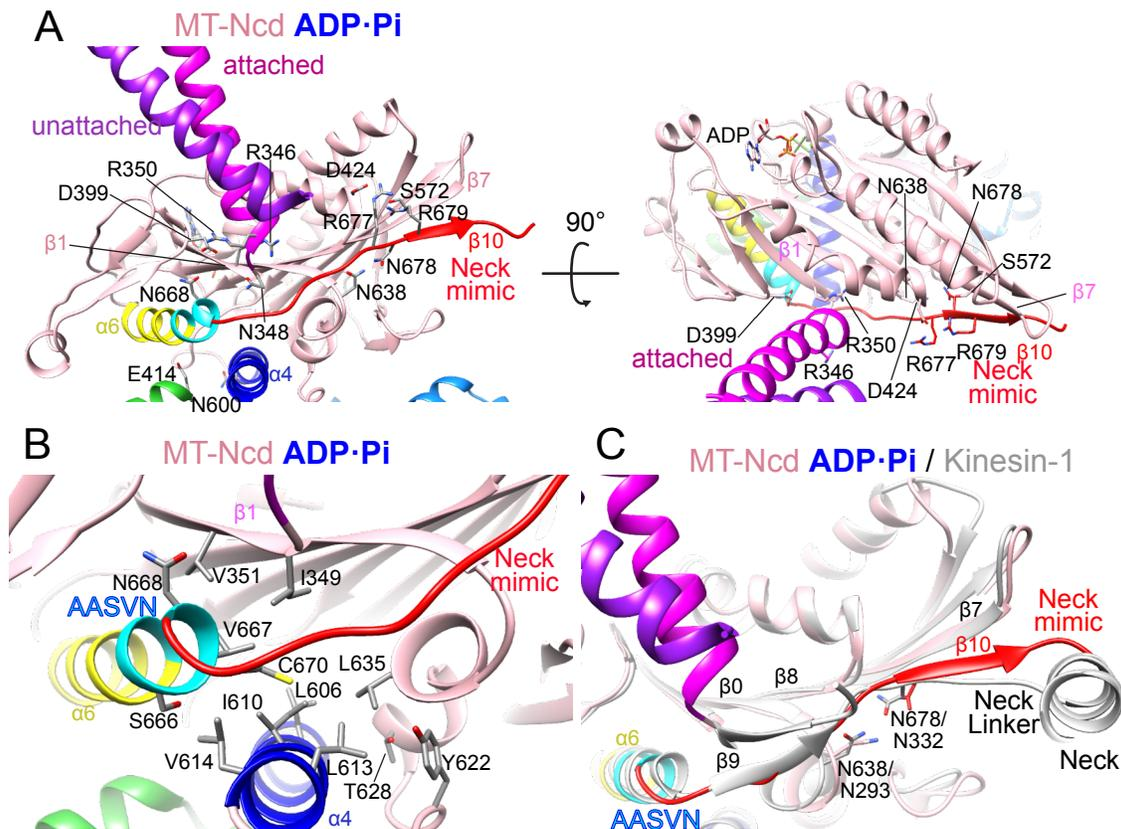 A
MT-Ncd ADP·Pi
attached
unattached
R346
R350
D424
S572
β7
D399
R677
R679
β1
β10
N678
Neck
mimic
N668
N638
α6
N348
E414
α4
N600
90°
ADP
N638
N678
β1
S572
β7
D399
R350
attached
R346
R677
R679
β10
D424
Neck
mimic
B
MT-Ncd ADP·Pi
β1
Neck
mimic
N668
V351
I349
AASVN
V667
C670
L635
L606
α6
I610
S666
V614
L613
Y622
T628
α4
C
MT-Ncd ADP·Pi / Kinesin-1
Neck
mimic
β7
β10
β8
β0
Neck
Linker
N678/
N332
Neck
α6
β9
N638/
N293
AASVN